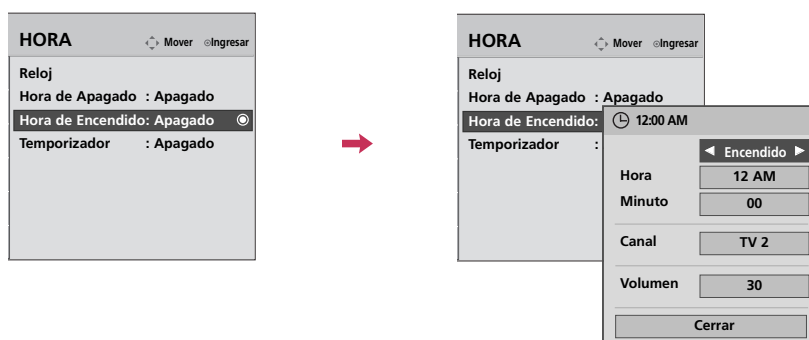 HORA Mover Ingresar
Reloj
Hora de Apagado : Apagado
Hora de Encendido: Apagado
Temporizador : Apagado
HORA Mover Ingresar
Reloj
Hora de Apagado : Apagado
Hora de Encendido:
Temporizador :
12:00 AM
Encendido
Hora 12 AM
Minuto 00
Canal TV 2
Volumen 30
Cerrar